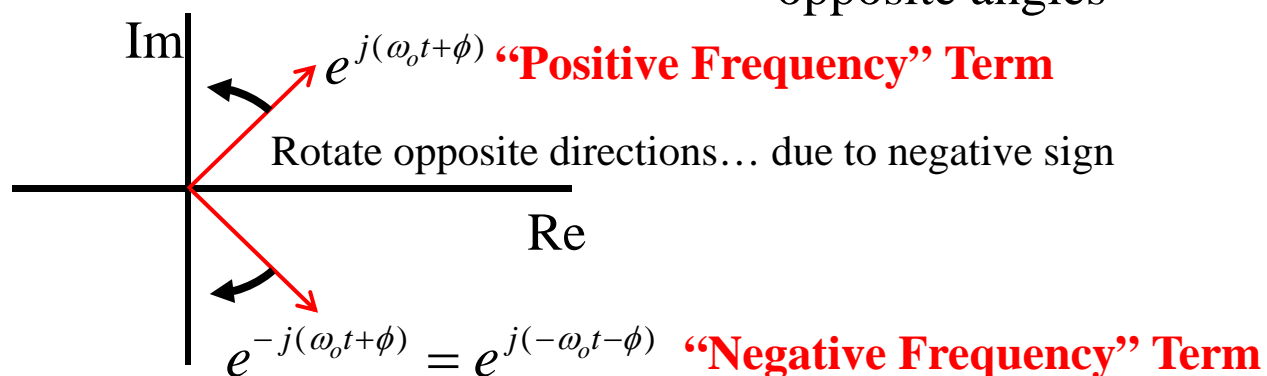 opposite angles
Im
e^{j(ω_o t+ϕ)} “Positive Frequency” Term
Rotate opposite directions… due to negative sign
Re
e^{-j(ω_o t+ϕ)} = e^{j(-ω_o t-ϕ)} “Negative Frequency” Term